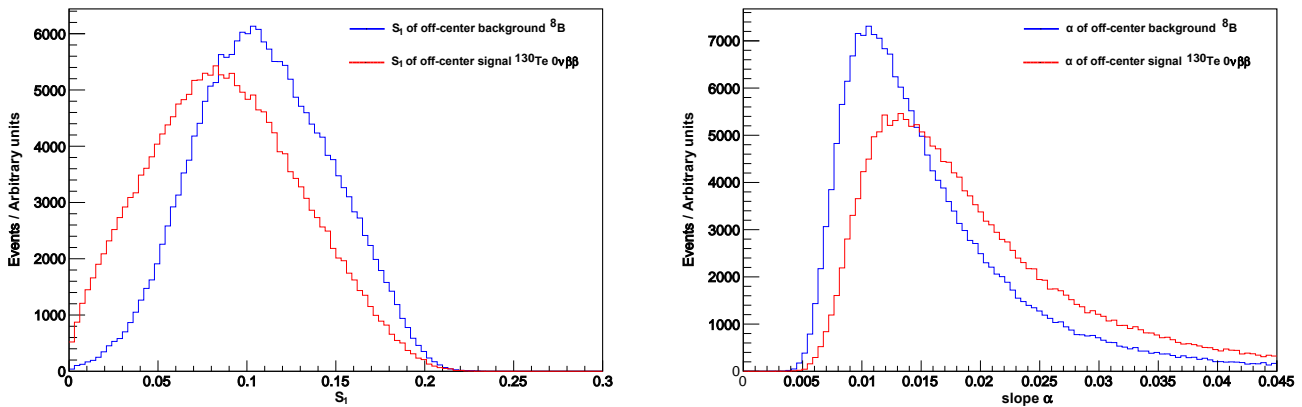 S₁ of off-center background ⁸B
S₁ of off-center signal ¹³⁰Te 0νββ
Events / Arbitrary units
6000
5000
4000
3000
2000
1000
0
0 0.05 0.1 0.15 0.2 0.25 0.3
S₁
α of off-center background ⁸B
α of off-center signal ¹³⁰Te 0νββ
Events / Arbitrary units
7000
6000
5000
4000
3000
2000
1000
0
0 0.005 0.01 0.015 0.02 0.025 0.03 0.035 0.04 0.045
slope α